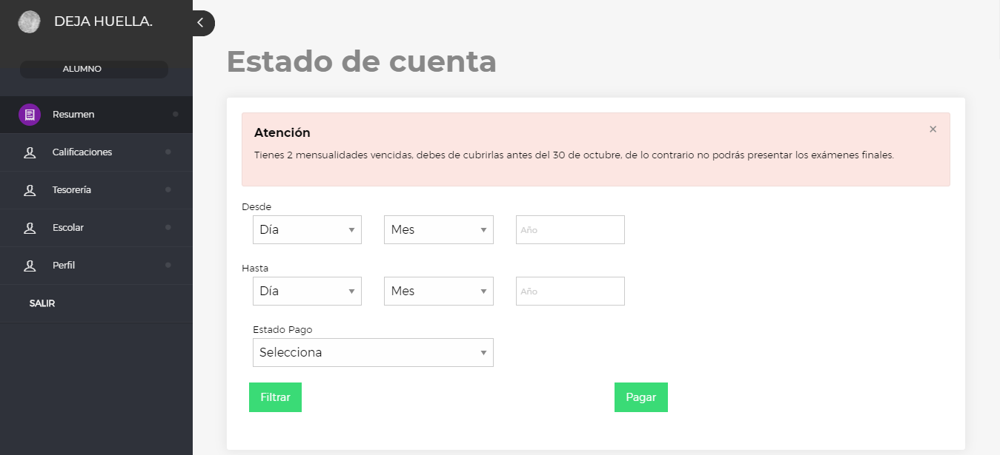 DEJA HUELLA.
ALUMNO
Resumen
Calificaciones
Tesorería
Escolar
Perfil
SALIR
Estado de cuenta
Atención
×
Tienes 2 mensualidades vencidas, debes de cubrirlas antes del 30 de octubre, de lo contrario no podrás presentar los exámenes finales.
Desde
Día Mes Año
Hasta
Día Mes Año
Estado Pago
Selecciona
Filtrar Pagar